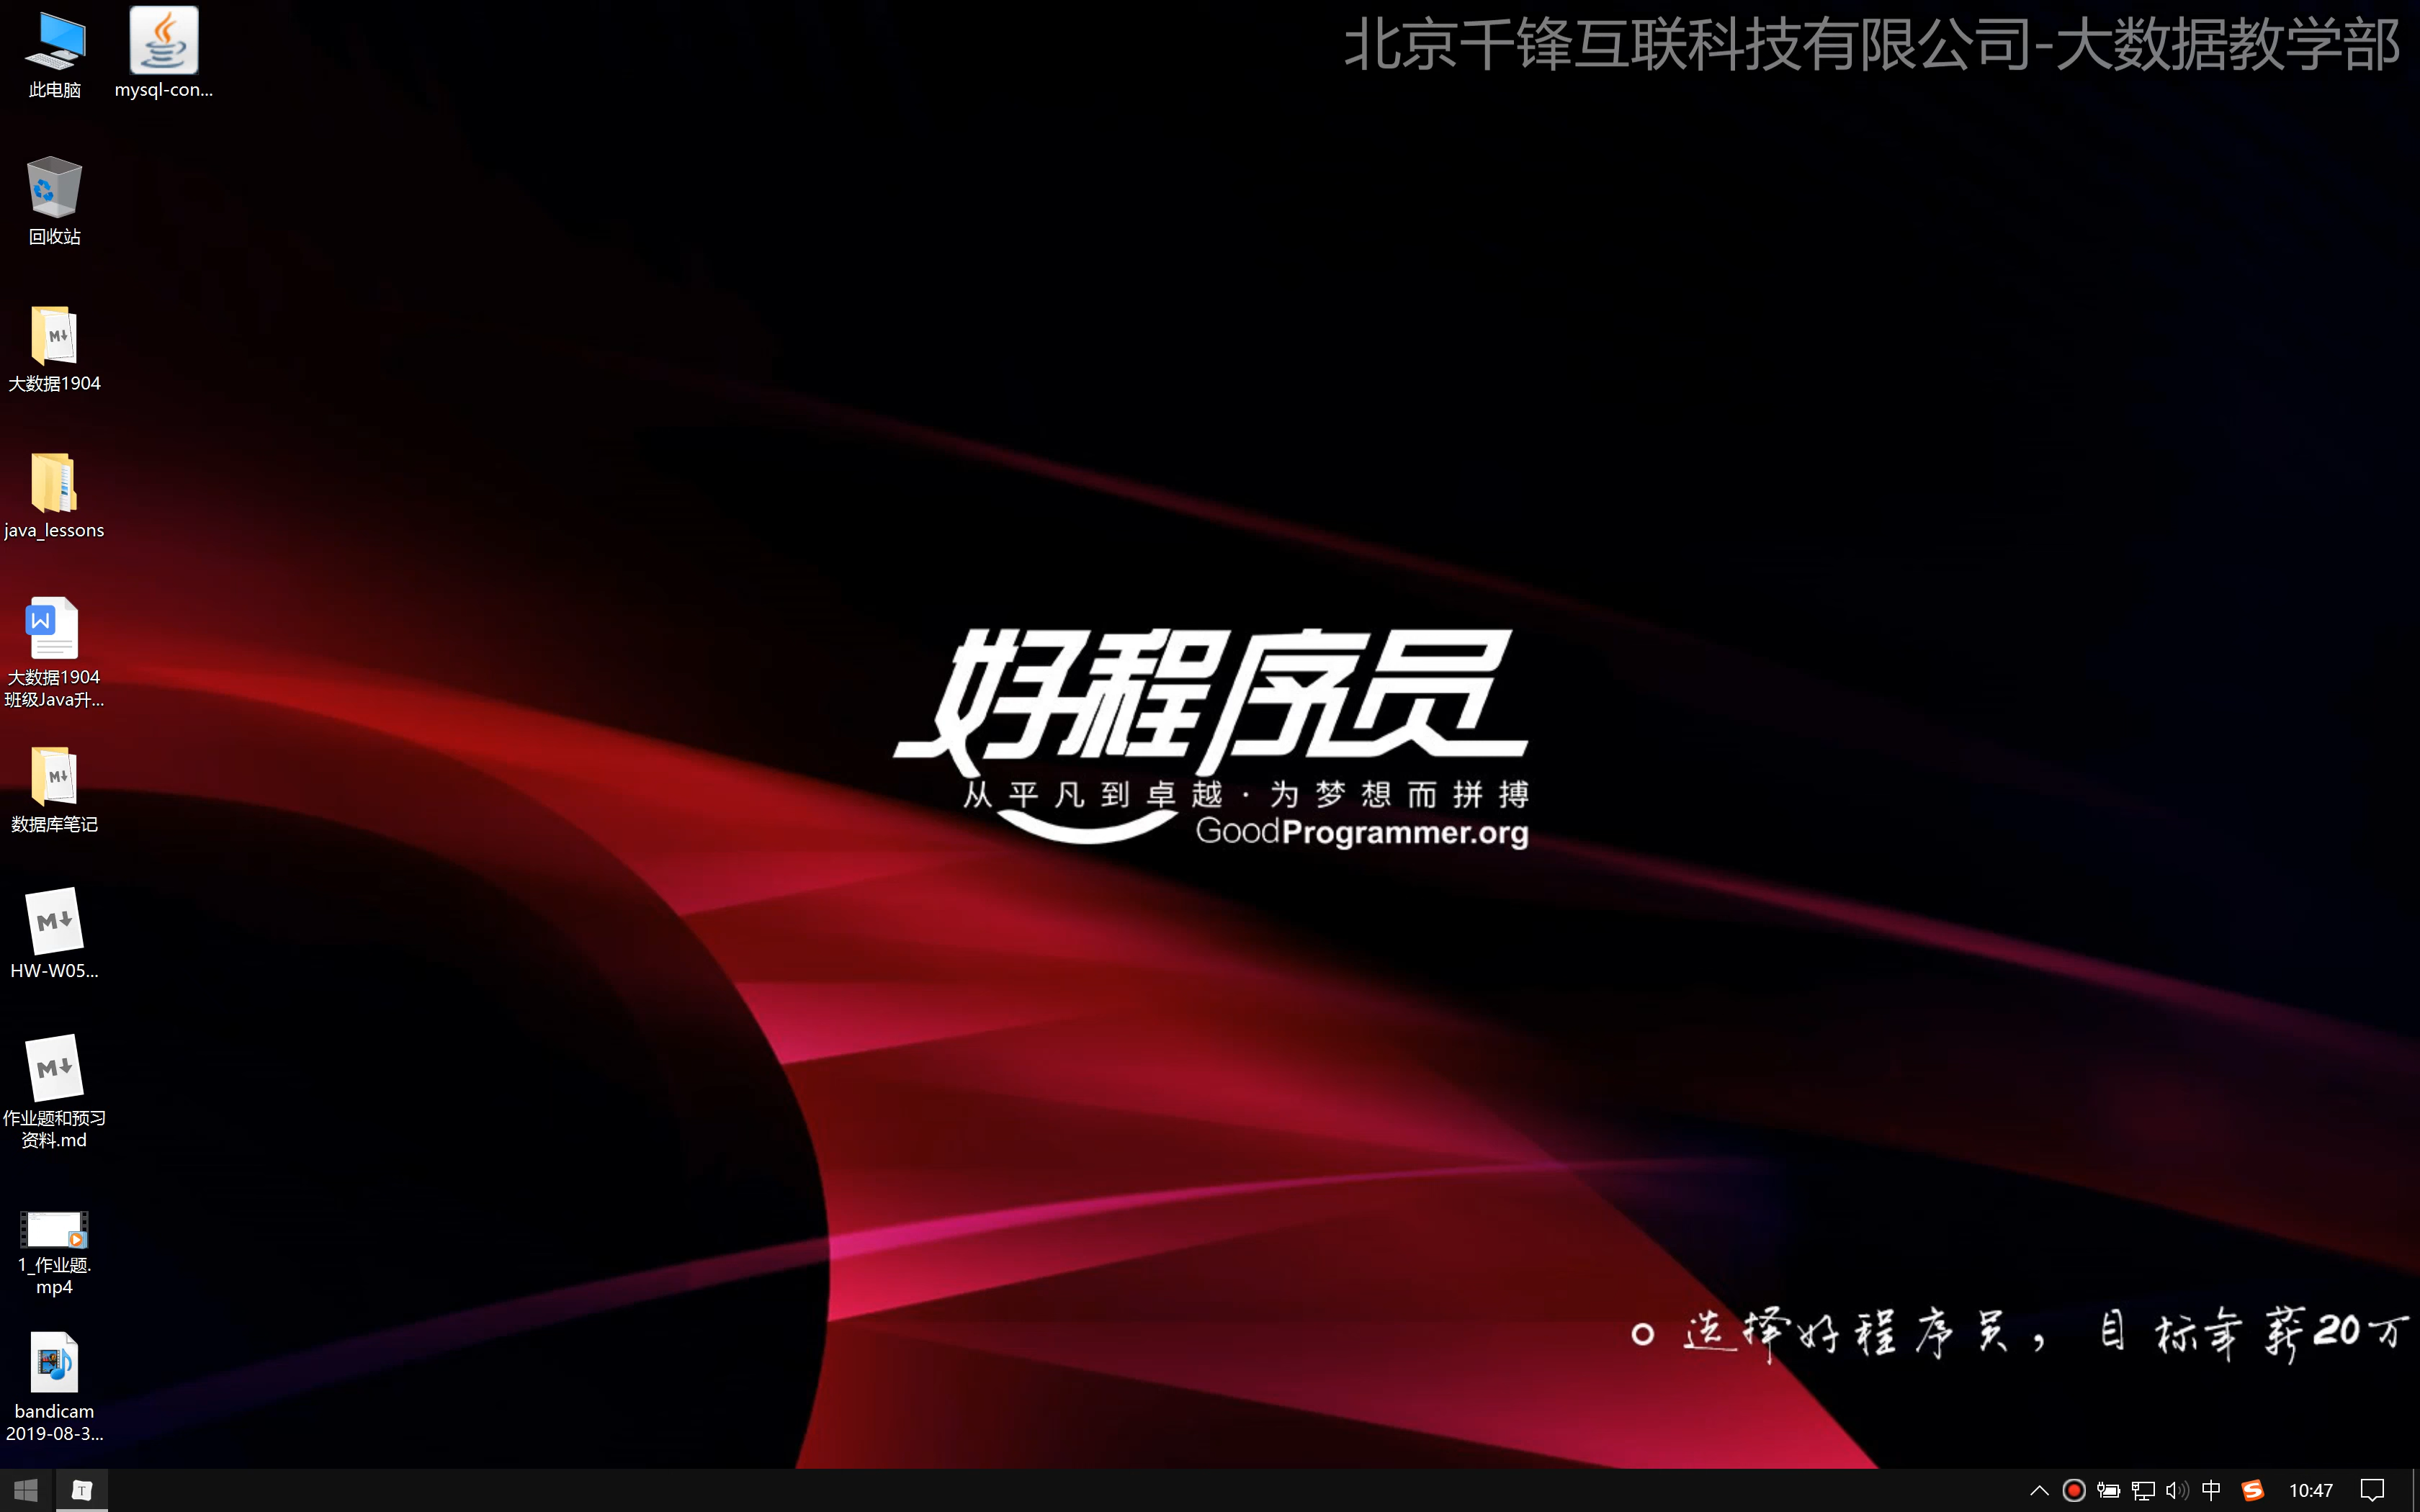 北京千锋互联科技有限公司-大数据教学部
此电脑
mysql-con...
回收站
大数据1904
java_lessons
大数据1904
班级Java升...
数据库笔记
HW-W05...
作业题和预习
资料.md
1_作业题.
mp4
bandicam
2019-08-3...
好程序员
从平凡到卓越·为梦想而拼搏
GoodProgrammer.org
选择好程序员，目标年薪20万
中
10:47